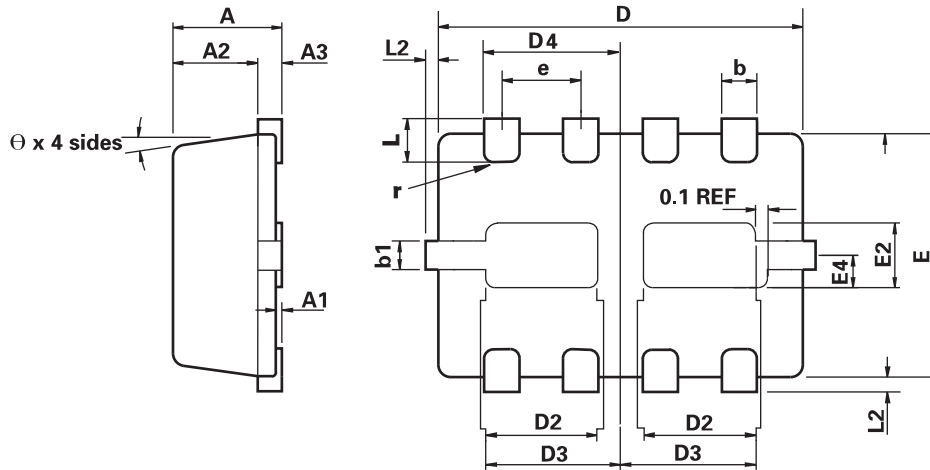 A
D
A2
A3
L2
D4
e
b
Θ x 4 sides
L
r
0.1 REF
b1
E2
E4
E
A1
D2
D2
L2
D3
D3